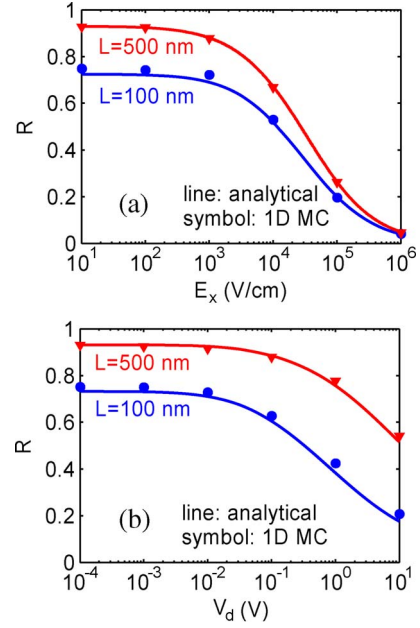 1
0.8
0.6
0.4
0.2
0
R
L=500 nm
L=100 nm
(a)
line: analytical
symbol: 1D MC
10^1 10^2 10^3 10^4 10^5 10^6
E_x (V/cm)
1
0.8
0.6
0.4
0.2
0
R
L=500 nm
L=100 nm
(b)
line: analytical
symbol: 1D MC
10^-4 10^-3 10^-2 10^-1 10^0 10^1
V_d (V)